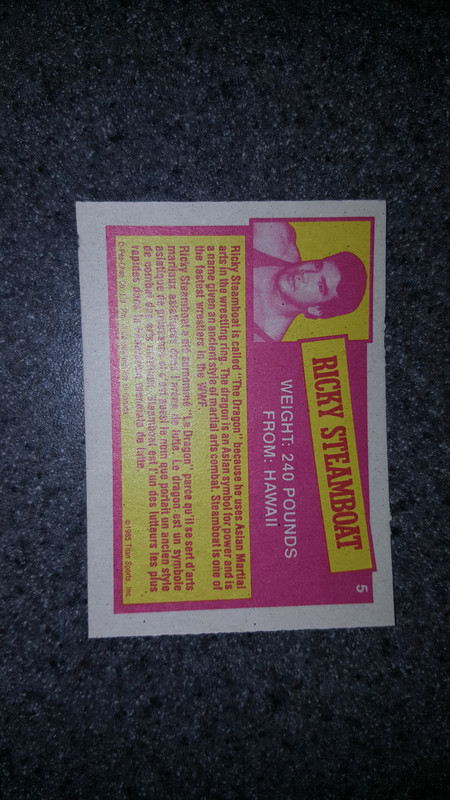 5
RICKY STEAMBOAT
WEIGHT: 240 POUNDS
FROM: HAWAII
Ricky Steamboat is called "The Dragon" because he uses Asian Martial
arts in the wrestling ring. The dragon is an Asian symbol for power and is
a name given an ancient style of martial arts combat. Steamboat is one of
the fastest wrestlers in the WWF.
Ricky Steamboat a été surnommé "Le Dragon" parce qu'il se sert d'arts
martiaux asiatiques dans l'arène de lutte. Le dragon est un symbole
asiatique de puissance et c'est aussi le nom que portait un ancien style
de combat des arts martiaux. Steamboat est l'un des lutteurs les plus
rapides de lutte.
©1985 Titan Sports, Inc.
O-Pee-Chee Co. Ltd.